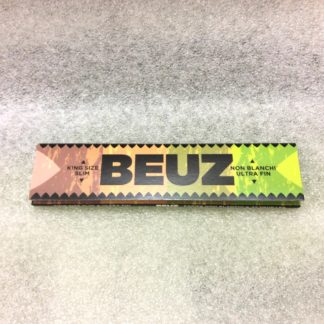 KING SIZE
SLIM
BEUZ
NON BLANCHI
ULTRA FIN